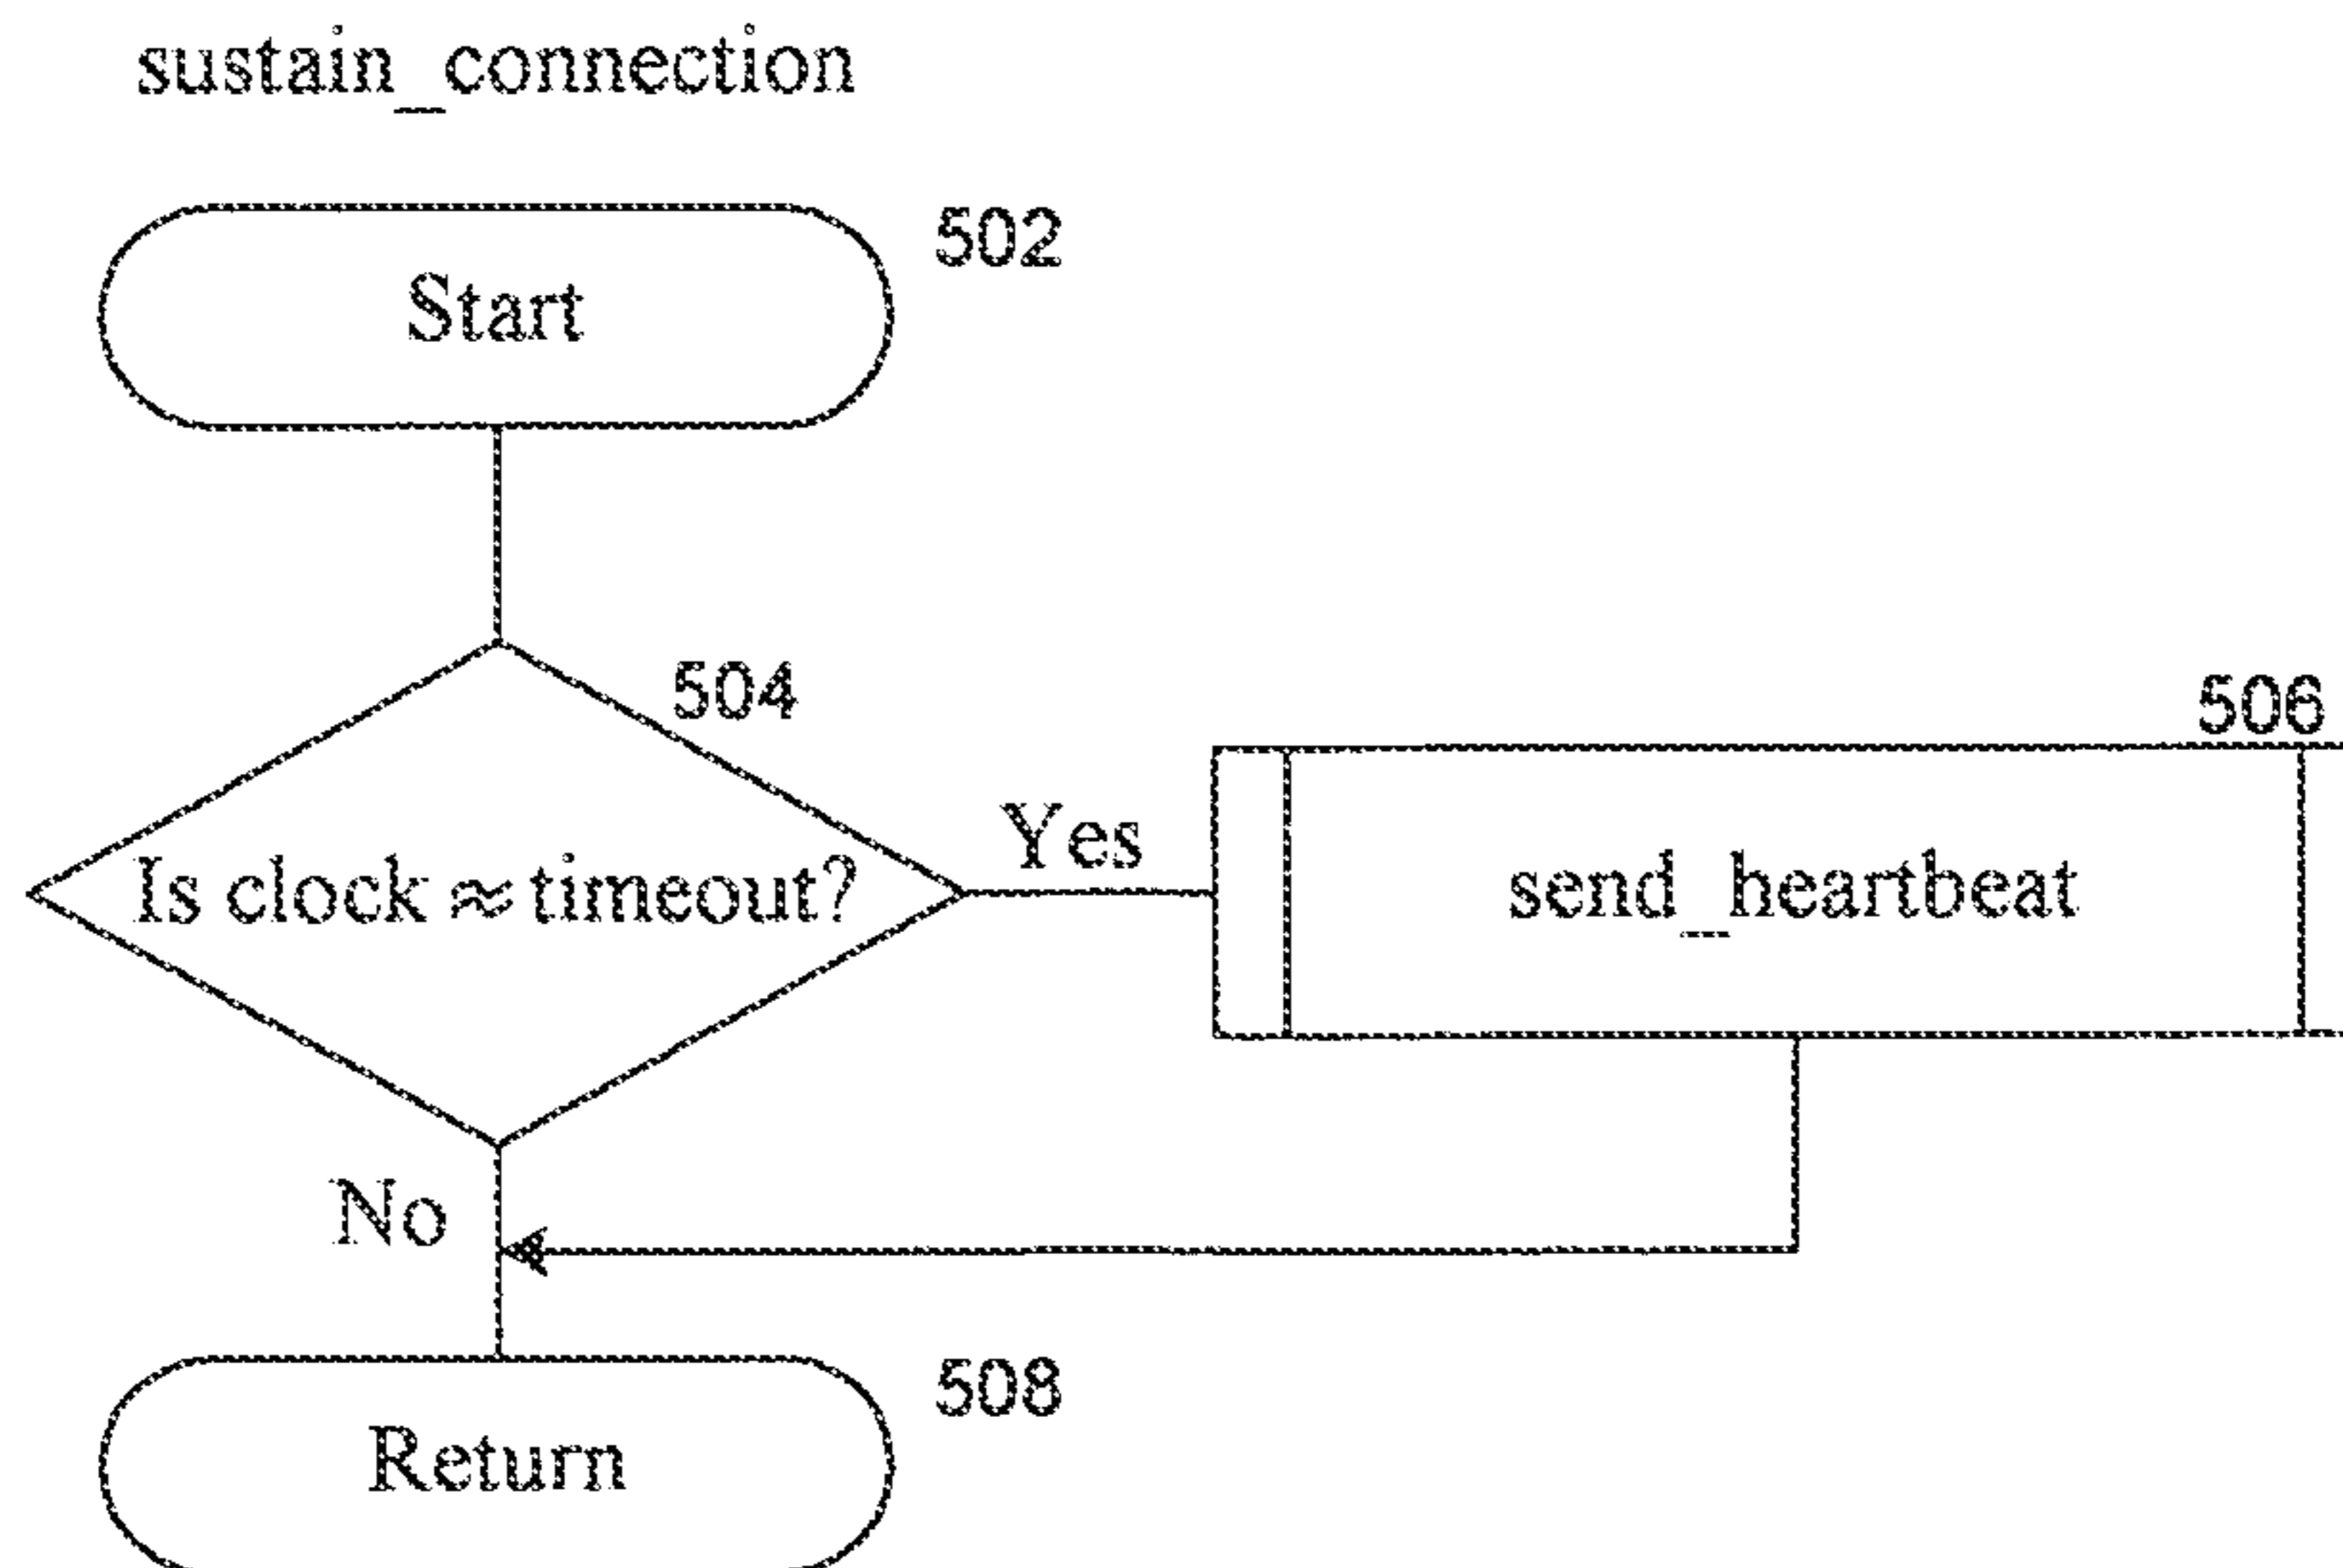 sustain_connection
502
Start
504
506
Yes
Is clock ≈ timeout?
send_heartbeat
No
508
Return